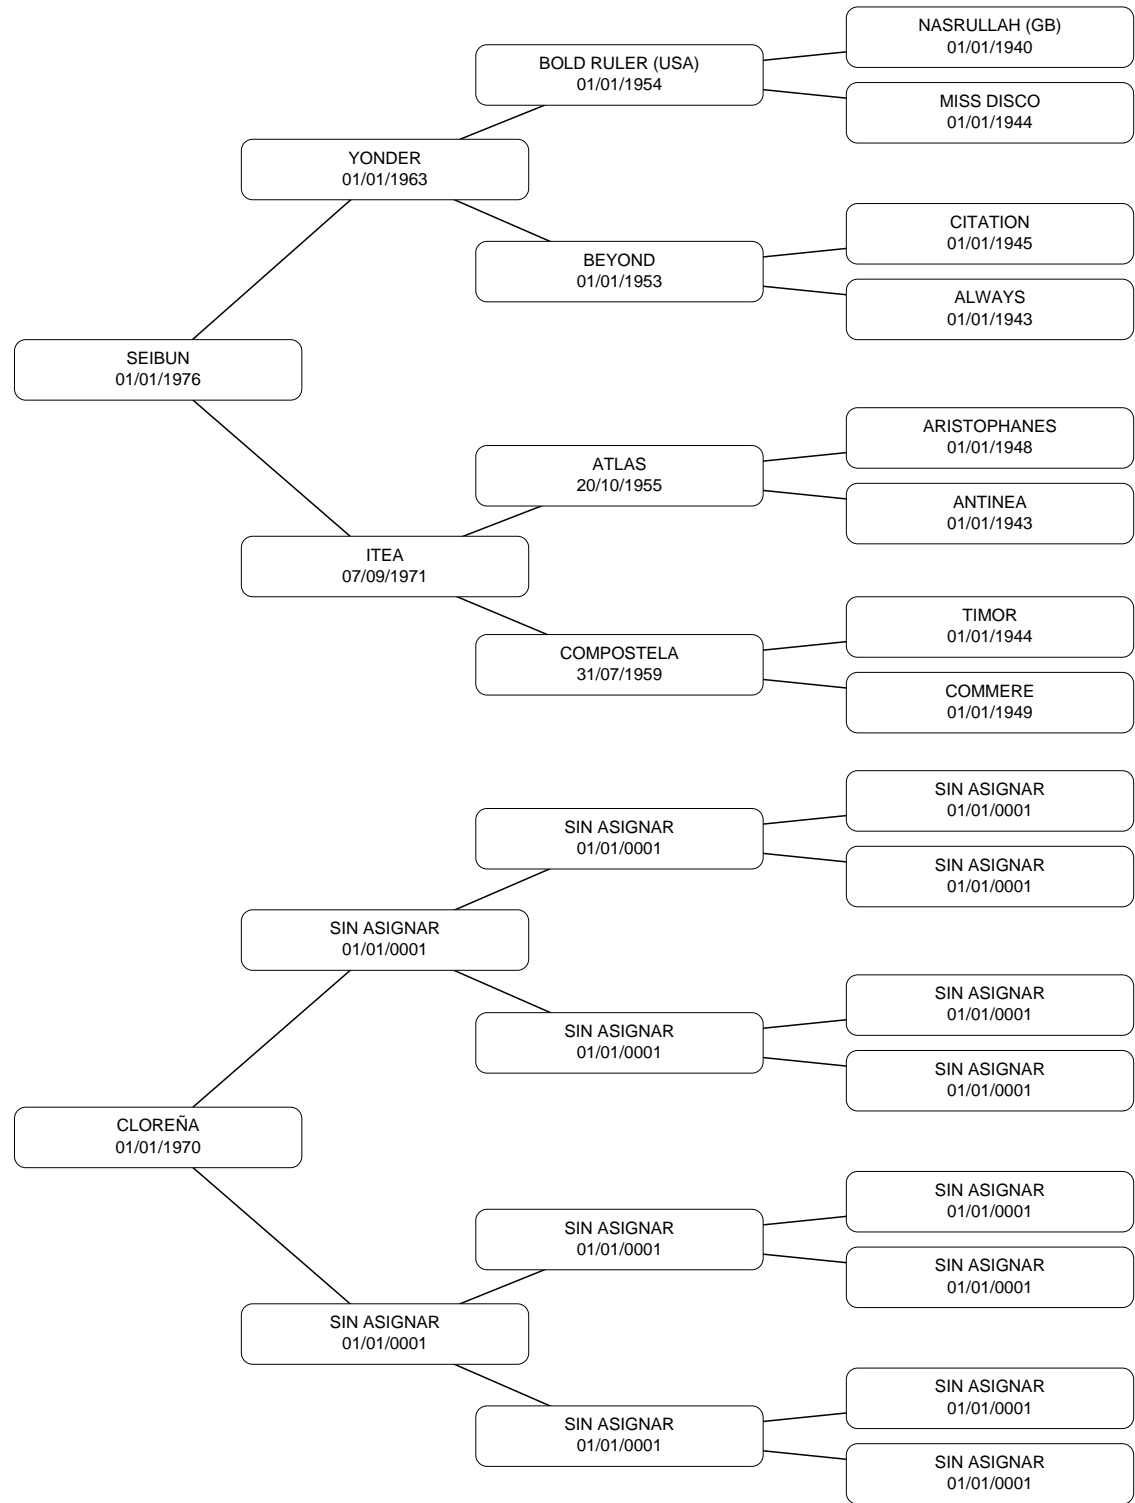 NASRULLAH (GB)
01/01/1940
BOLD RULER (USA)
01/01/1954
MISS DISCO
01/01/1944
YONDER
01/01/1963
CITATION
01/01/1945
BEYOND
01/01/1953
ALWAYS
01/01/1943
SEIBUN
01/01/1976
ARISTOPHANES
01/01/1948
ATLAS
20/10/1955
ANTINEA
01/01/1943
ITEA
07/09/1971
TIMOR
01/01/1944
COMPOSTELA
31/07/1959
COMMERE
01/01/1949
SIN ASIGNAR
01/01/0001
SIN ASIGNAR
01/01/0001
SIN ASIGNAR
01/01/0001
SIN ASIGNAR
01/01/0001
SIN ASIGNAR
01/01/0001
SIN ASIGNAR
01/01/0001
SIN ASIGNAR
01/01/0001
CLOREÑA
01/01/1970
SIN ASIGNAR
01/01/0001
SIN ASIGNAR
01/01/0001
SIN ASIGNAR
01/01/0001
SIN ASIGNAR
01/01/0001
SIN ASIGNAR
01/01/0001
SIN ASIGNAR
01/01/0001
SIN ASIGNAR
01/01/0001